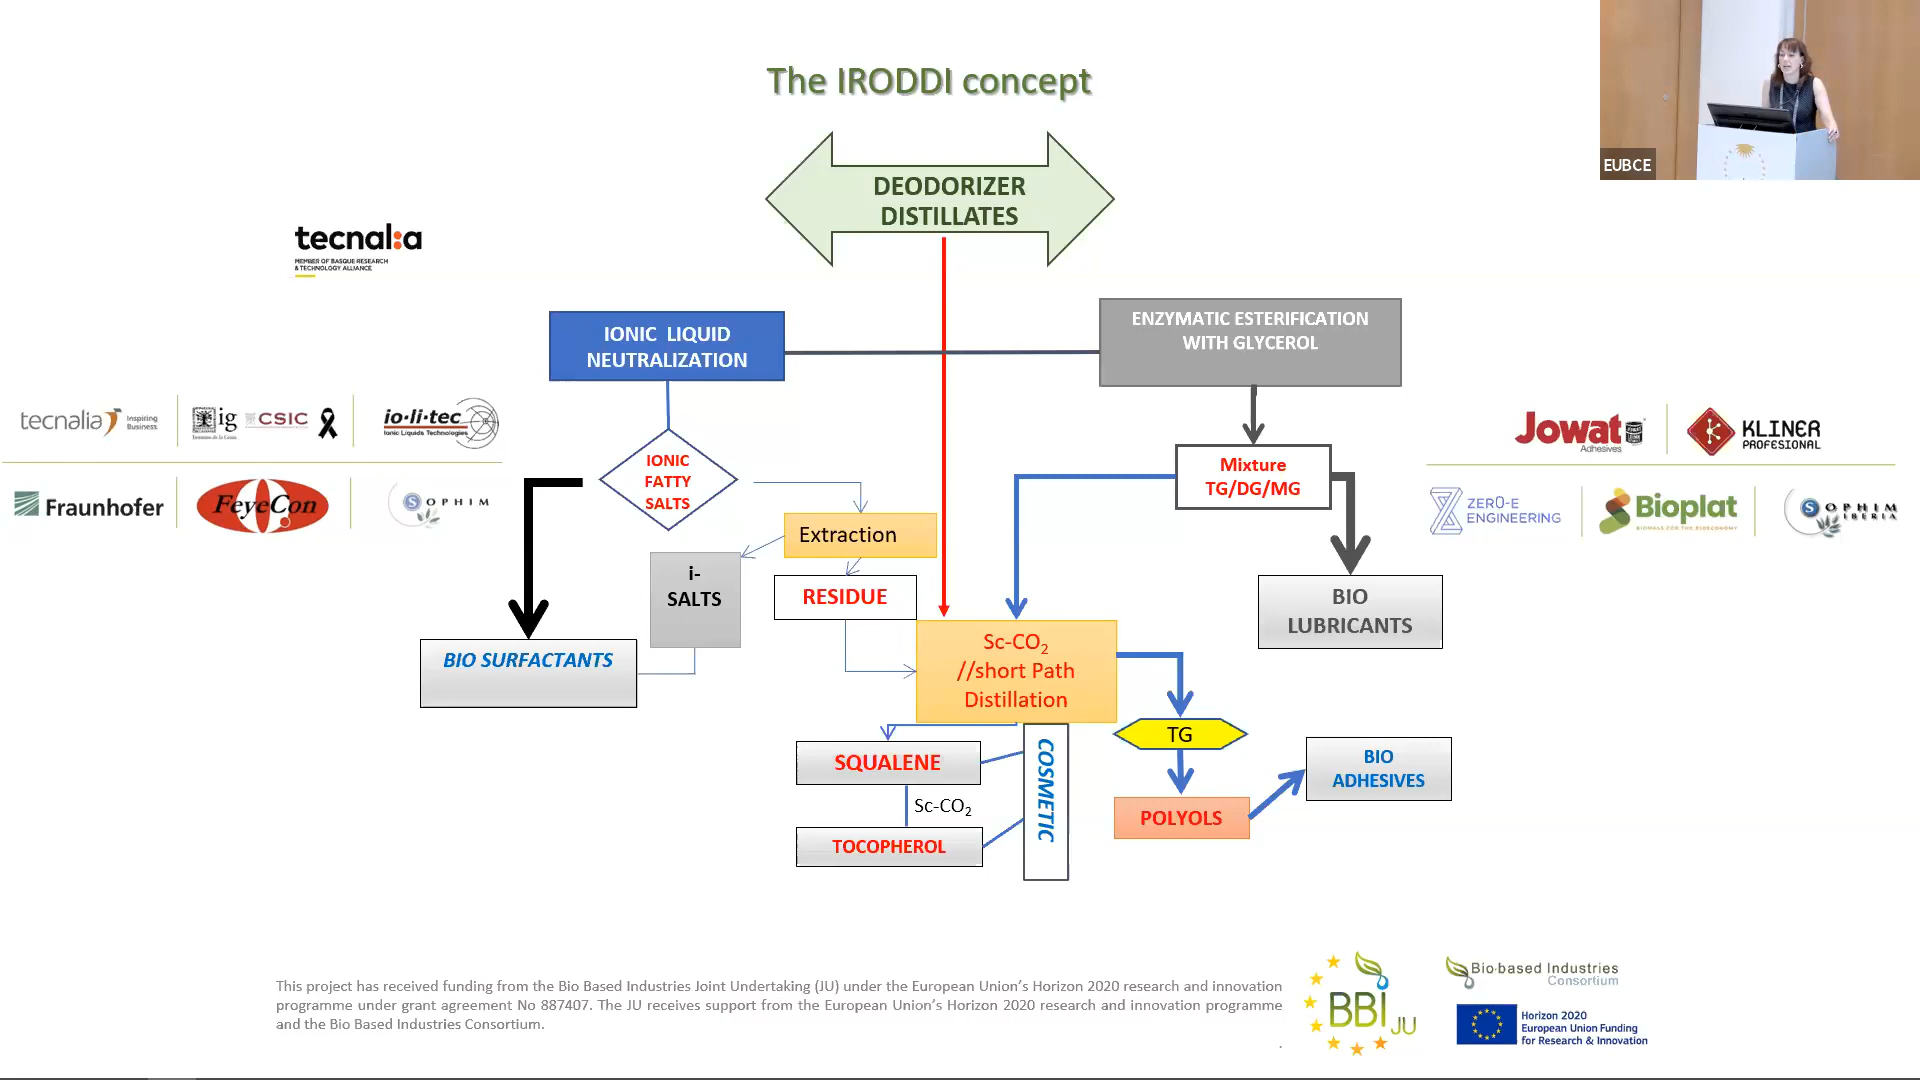 The IRODDI concept
EUBCE
DEODORIZER
DISTILLATES
tecnal:a
MEMBER OF BASQUE RESEARCH
& TECHNOLOGY ALLIANCE
IONIC LIQUID
NEUTRALIZATION
ENZYMATIC ESTERIFICATION
WITH GLYCEROL
tecnalia Inspiring
Business
ig
CSIC
io·li·tec
Ionic Liquids Technologies
Fraunhofer
FeyeCon
SOPHIM
IONIC
FATTY
SALTS
Mixture
TG/DG/MG
Jowat
Adhesives
KLINER
PROFESIONAL
ZER0-E
ENGINEERING
Bioplat
BIOMALS FOR THE BIOECONOMY
SOPHIM
IBERIA
Extraction
i-
SALTS
RESIDUE
BIO
LUBRICANTS
BIO SURFACTANTS
Sc-CO2
//short Path
Distillation
TG
SQUALENE
COSMETIC
BIO
ADHESIVES
Sc-CO2
POLYOLS
TOCOPHEROL
This project has received funding from the Bio Based Industries Joint Undertaking (JU) under the European Union's Horizon 2020 research and innovation
programme under grant agreement No 887407. The JU receives support from the European Union's Horizon 2020 research and innovation programme
and the Bio Based Industries Consortium.
.
BBI JU
Bio-based Industries
Consortium
Horizon 2020
European Union Funding
for Research & Innovation